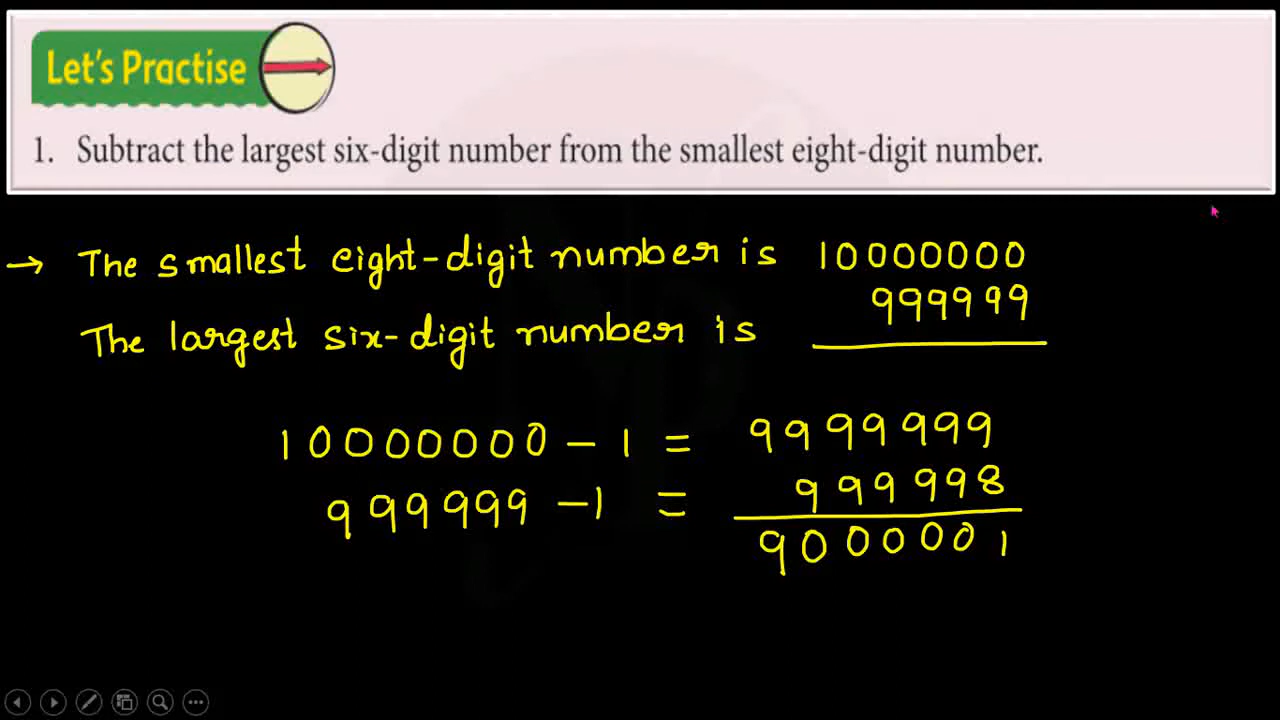 Let's Practise
1. Subtract the largest six-digit number from the smallest eight-digit number.
→ The smallest eight-digit number is 10000000
999999
The largest six-digit number is
10000000 - 1 = 9999999
999999 - 1 = 999998
9000001